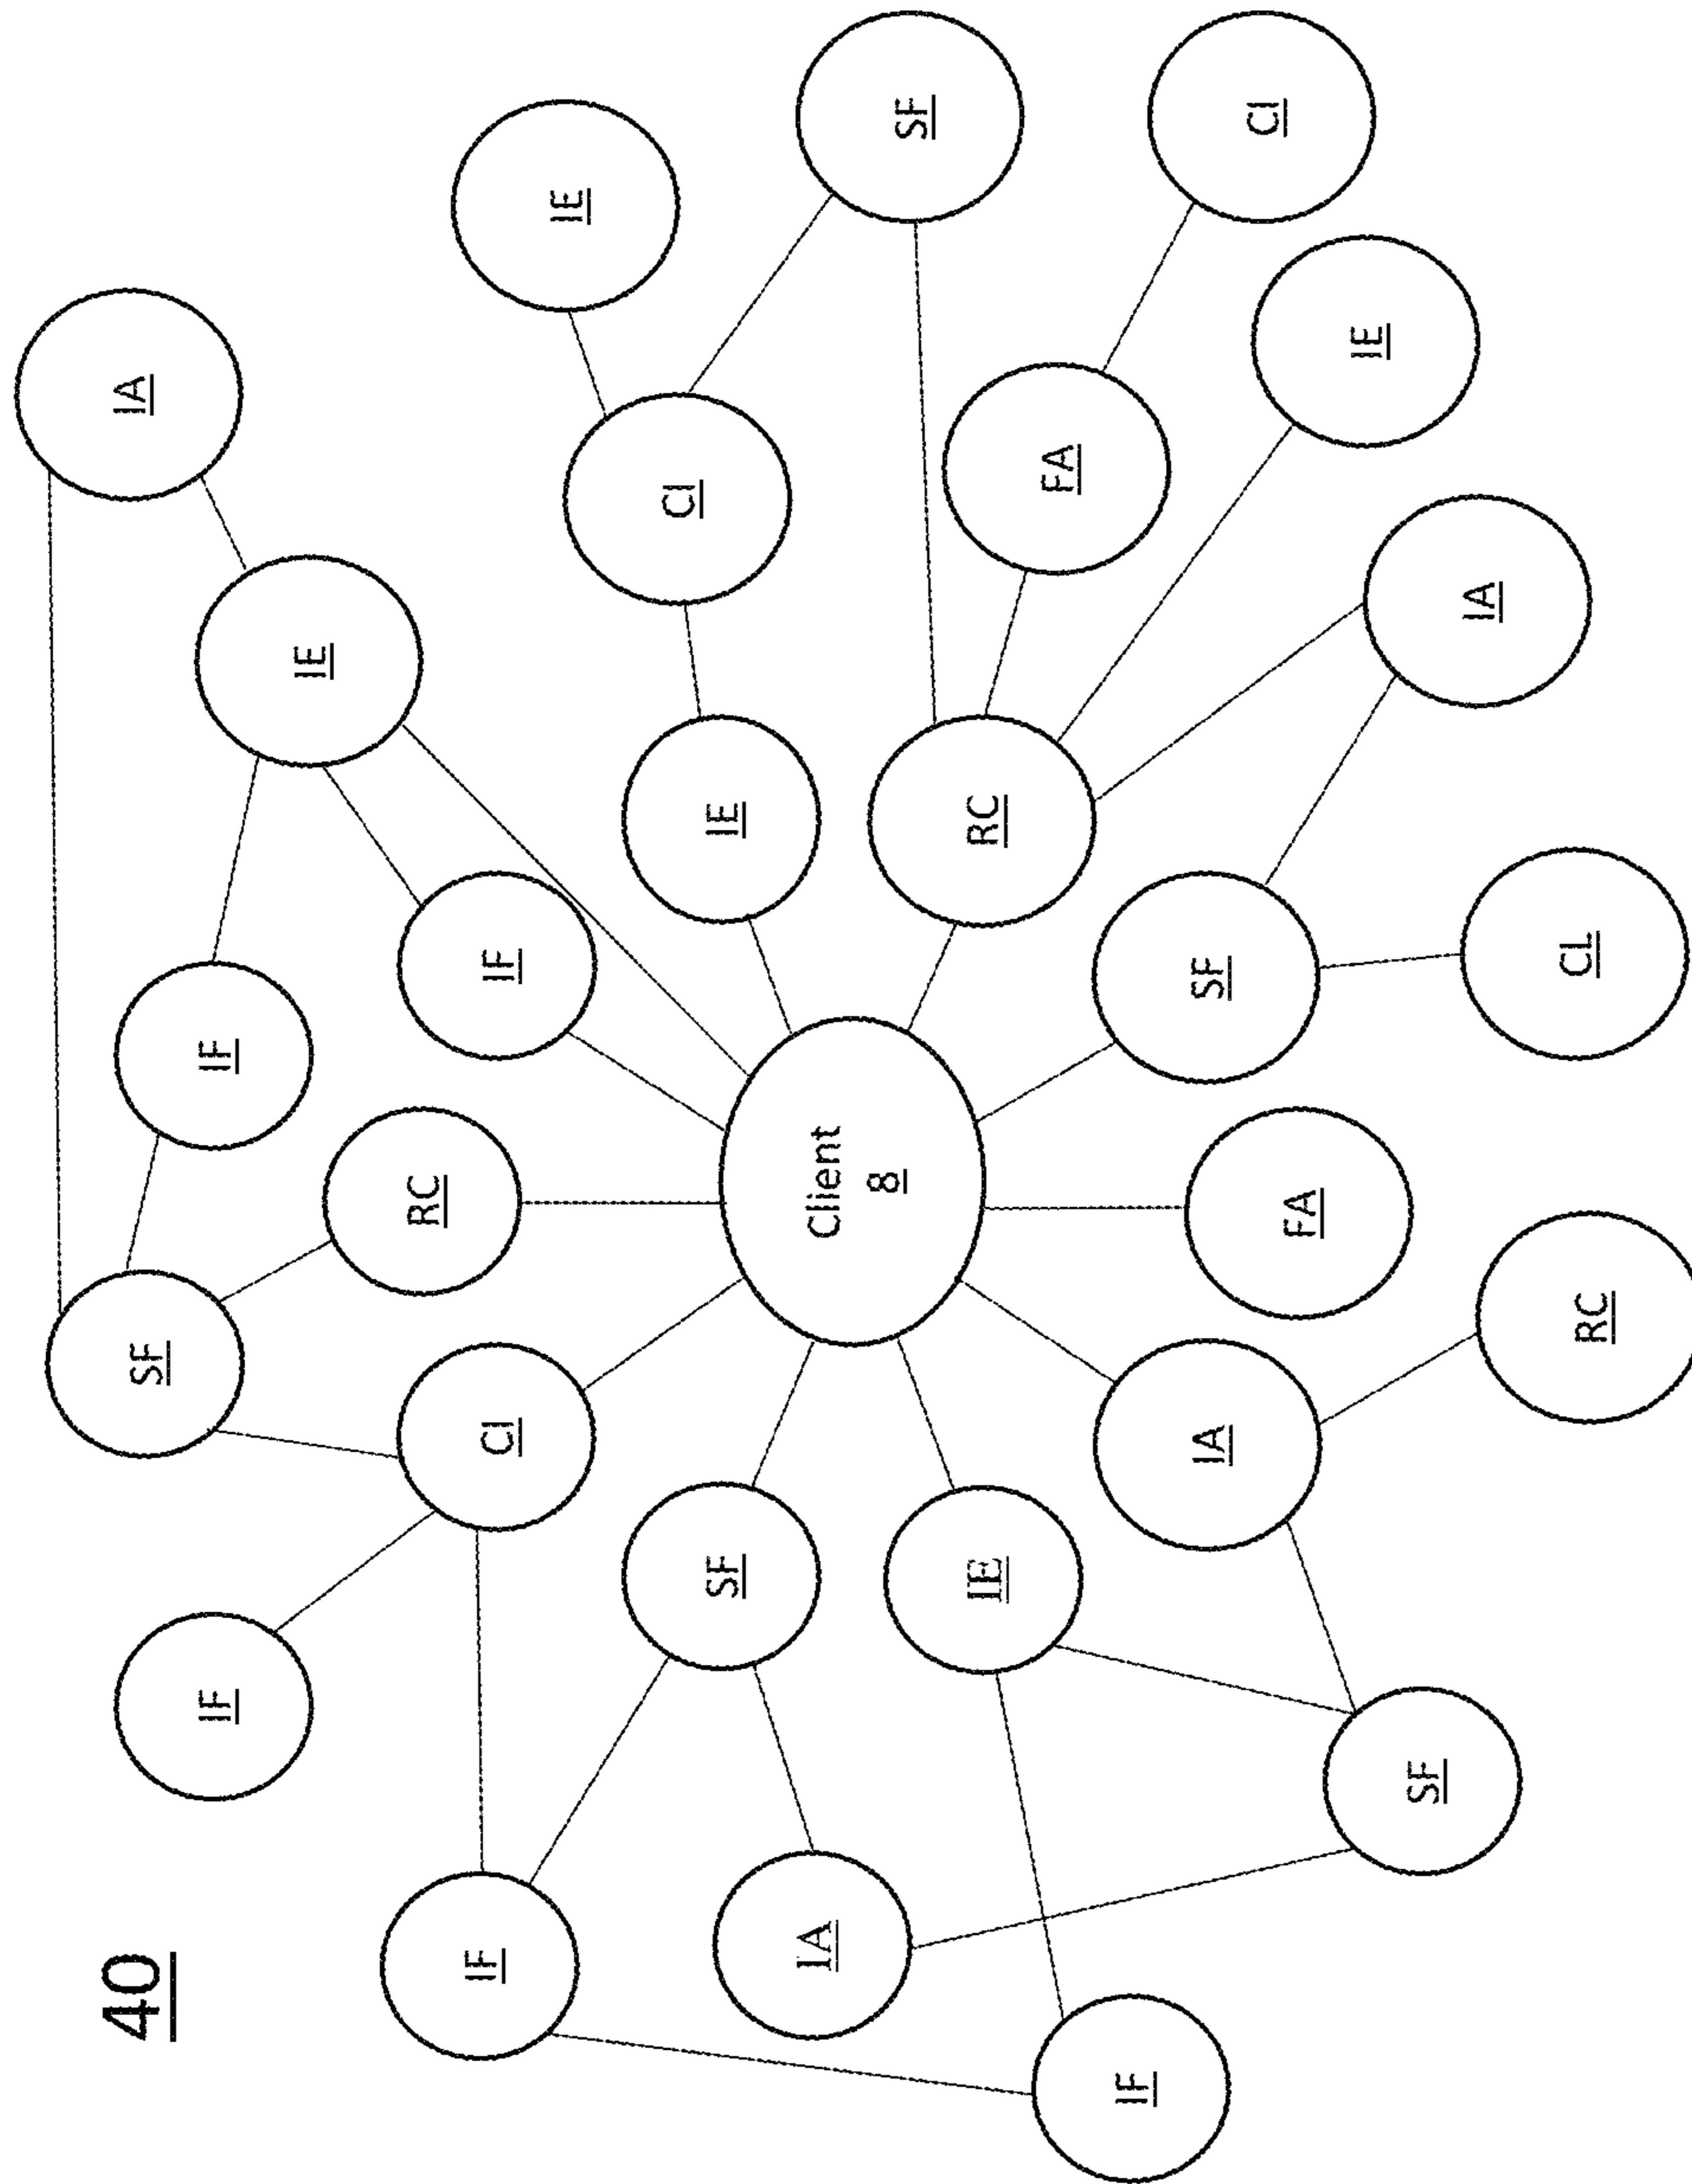 40
SF
IA
IF
IF
IE
RC
IF
CI
IF
IE
CI
SF
IE
IA
Client
8
SF
IE
RC
FA
IF
IA
SF
CI
FA
IE
SF
IA
RC
CL